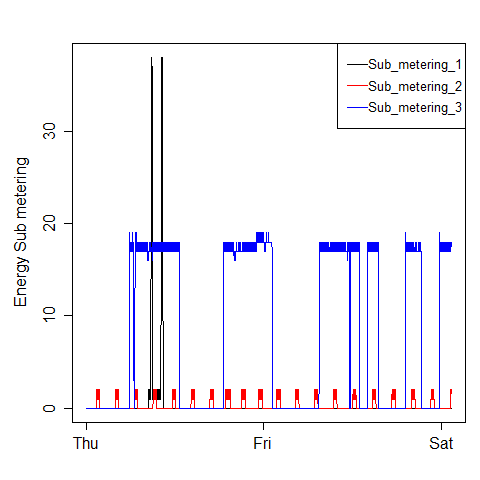 Sub_metering_1
Sub_metering_2
Sub_metering_3
Energy Sub metering
30
20
10
0
Thu Fri Sat